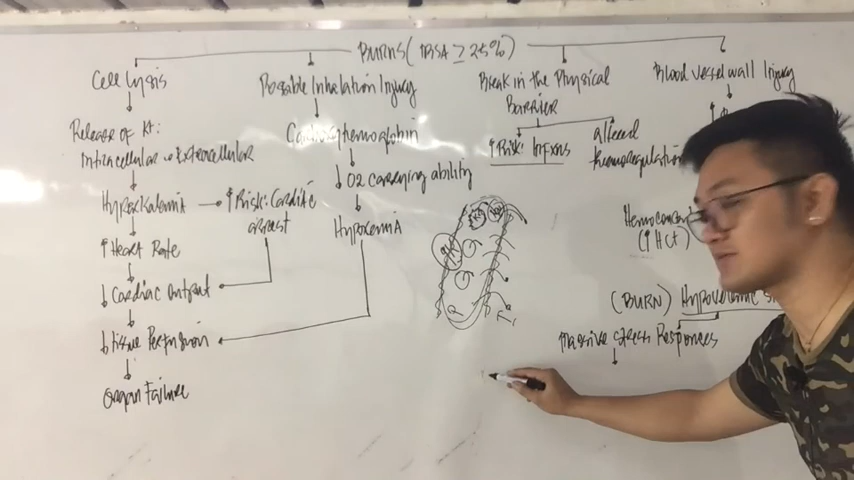 BURNS (TBSA ≥ 25%)
Cell Lysis
Release of K+:
Intracellular → Extracellular
Hyperkalemia → ↑ Risk: Cardiac
arrest
↑ Heart Rate
↓ Cardiac Output
↓ Tissue Perfusion
Organ Failure
Possible Inhalation Injury
↓ O2 carrying ability
Hypoxemia
Break in the Physical
Barrier
↑ Risk: Infxns
altered
thermoregulation
Blood vessel wall Injury
(↑ Hct)
(BURN) Hypovolemic
Massive Stress Responses